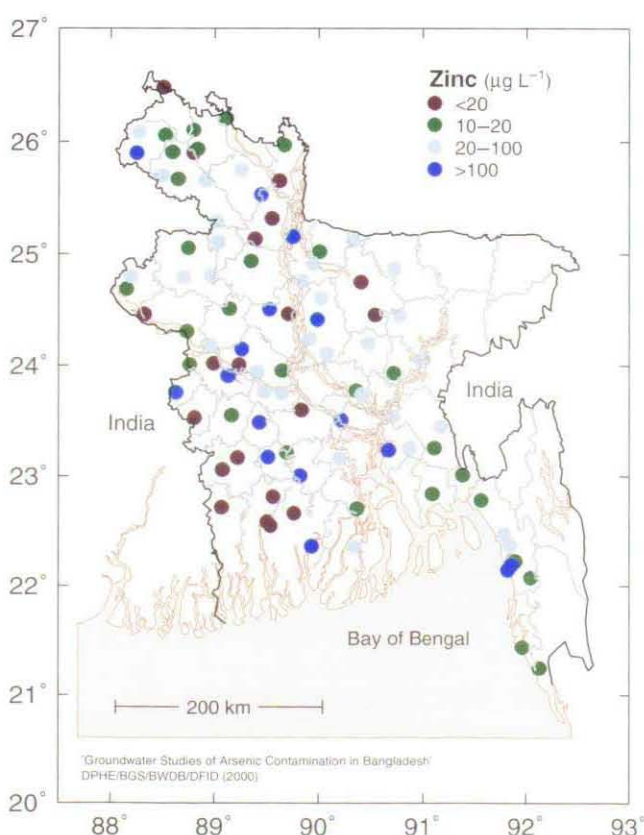 27°
26°
25°
24°
23°
22°
21°
20°
Zinc (µg L⁻¹)
<20
10–20
20–100
>100
India
India
Bay of Bengal
200 km
'Groundwater Studies of Arsenic Contamination in Bangladesh'
DPHE/BGS/BWDB/DFID (2000)
88° 89° 90° 91° 92° 93